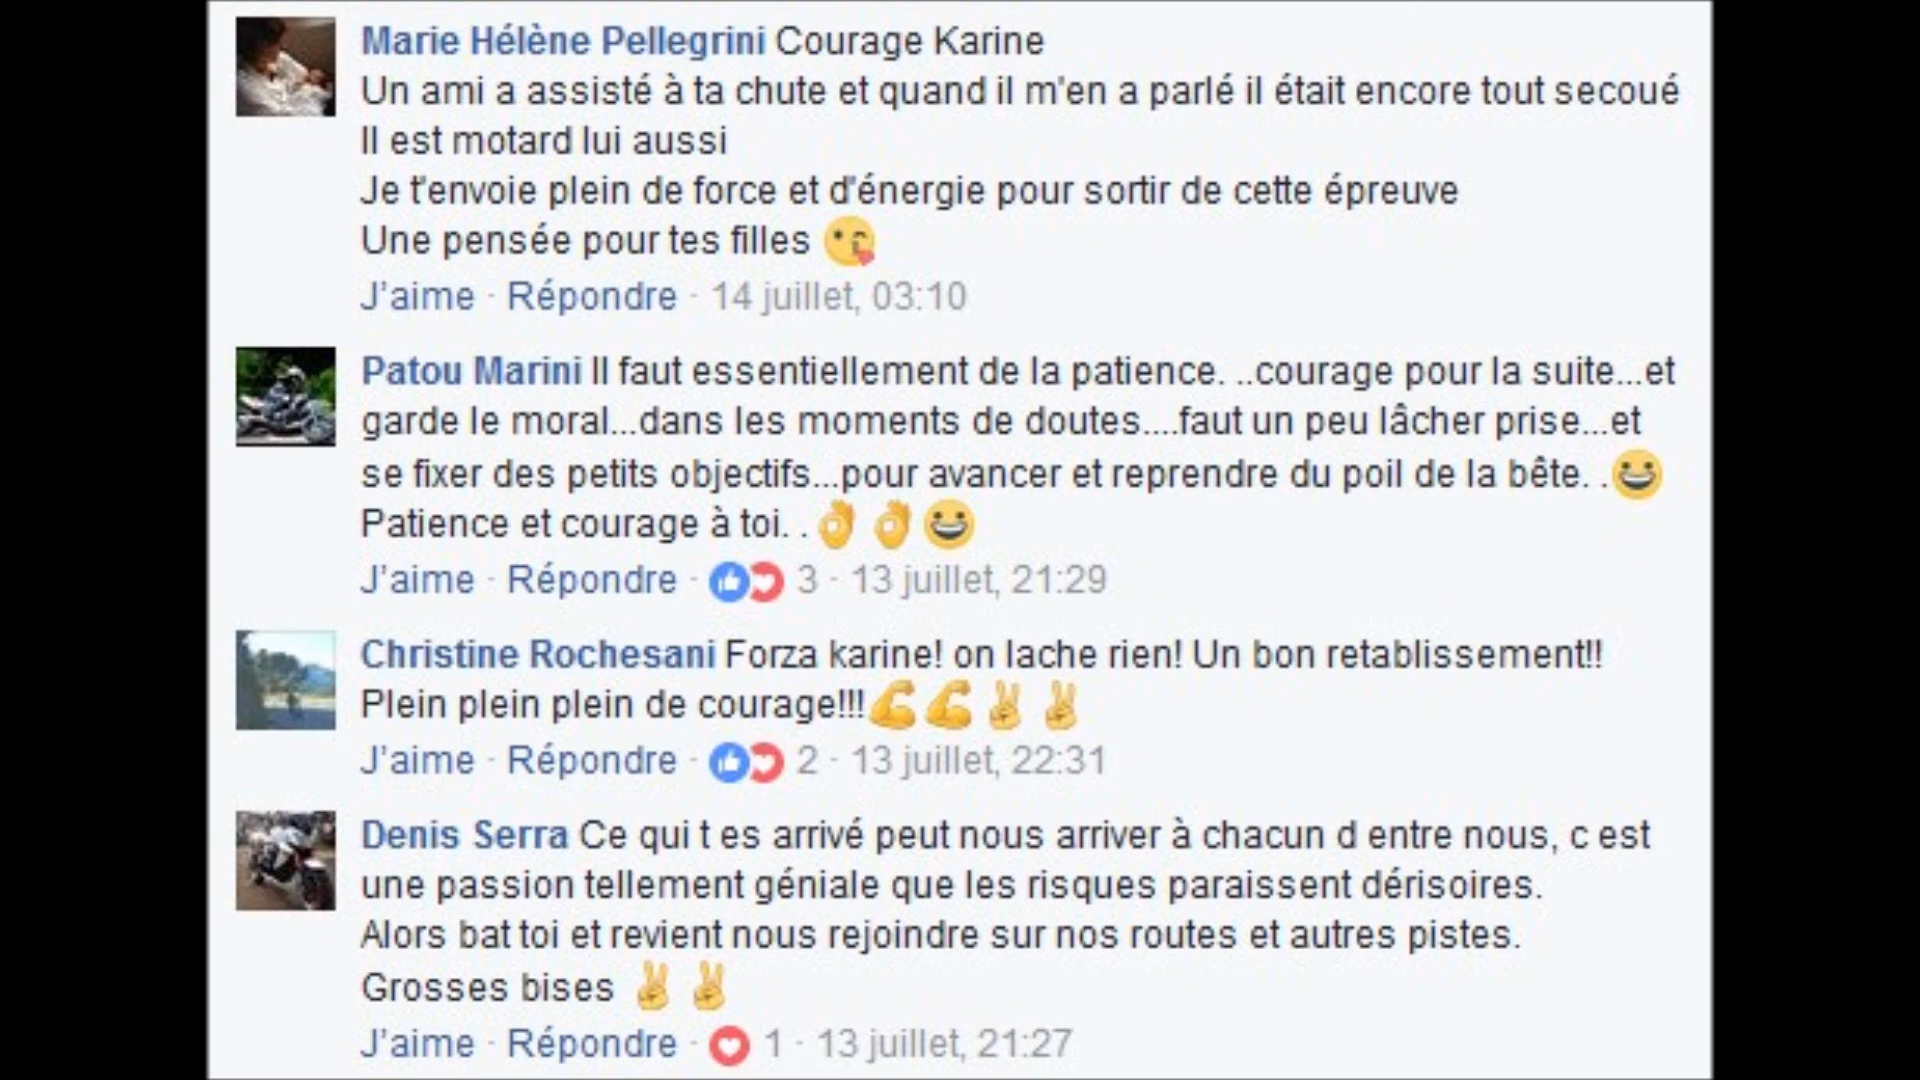 Marie Hélène Pellegrini Courage Karine
Un ami a assisté à ta chute et quand il m'en a parlé il était encore tout secoué
Il est motard lui aussi
Je t'envoie plein de force et d'énergie pour sortir de cette épreuve
Une pensée pour tes filles 😘
J'aime · Répondre · 14 juillet, 03:10
Patou Marini Il faut essentiellement de la patience. ..courage pour la suite...et
garde le moral...dans les moments de doutes....faut un peu lâcher prise...et
se fixer des petits objectifs...pour avancer et reprendre du poil de la bête. .😀
Patience et courage à toi. .👌👌😀
J'aime · Répondre · 3 · 13 juillet, 21:29
Christine Rochesani Forza karine! on lache rien! Un bon retablissement!!
Plein plein plein de courage!!!💪💪✌✌
J'aime · Répondre · 2 · 13 juillet, 22:31
Denis Serra Ce qui t es arrivé peut nous arriver à chacun d entre nous, c est
une passion tellement géniale que les risques paraissent dérisoires.
Alors bat toi et revient nous rejoindre sur nos routes et autres pistes.
Grosses bises ✌✌
J'aime · Répondre · 1 · 13 juillet, 21:27